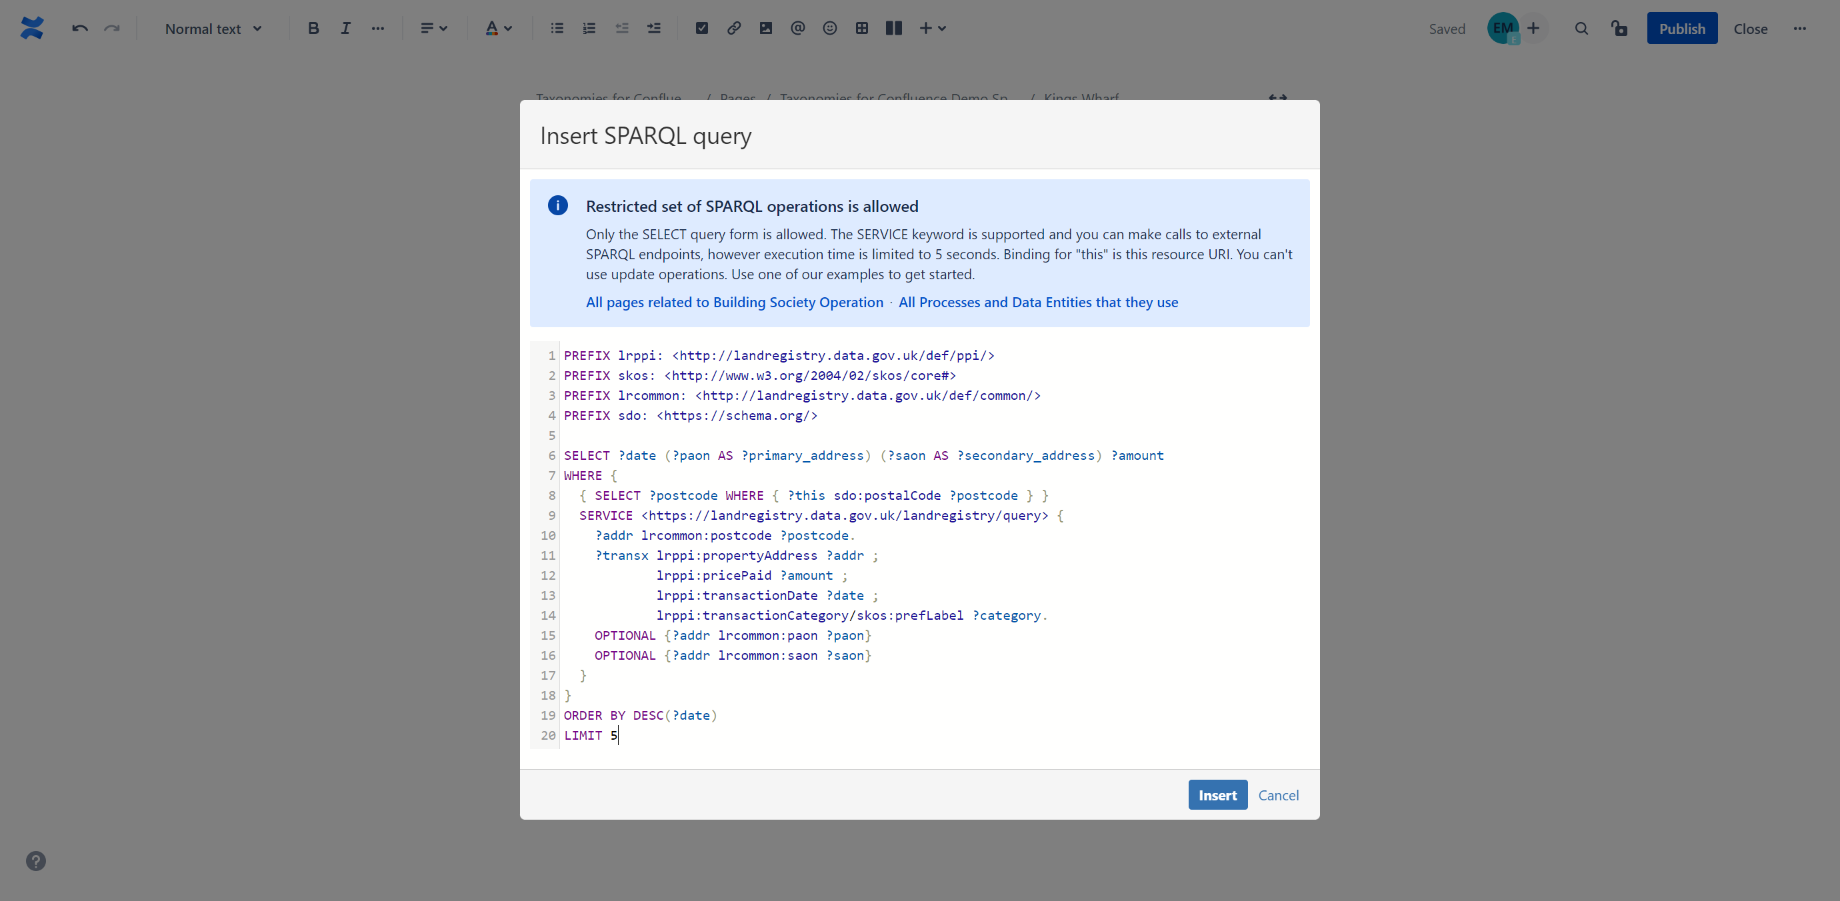 Normal text
B I
Saved
EM
Publish
Close
Taxonomies for Conflue... / Pages / Taxonomies for Confluence Demo Sp... / Kings Wharf
Insert SPARQL query
Restricted set of SPARQL operations is allowed
Only the SELECT query form is allowed. The SERVICE keyword is supported and you can make calls to external
SPARQL endpoints, however execution time is limited to 5 seconds. Binding for "this" is this resource URI. You can't
use update operations. Use one of our examples to get started.
All pages related to Building Society Operation · All Processes and Data Entities that they use
1 PREFIX lrppi: <http://landregistry.data.gov.uk/def/ppi/>
2 PREFIX skos: <http://www.w3.org/2004/02/skos/core#>
3 PREFIX lrcommon: <http://landregistry.data.gov.uk/def/common/>
4 PREFIX sdo: <https://schema.org/>
5
6 SELECT ?date (?paon AS ?primary_address) (?saon AS ?secondary_address) ?amount
7 WHERE {
8 { SELECT ?postcode WHERE { ?this sdo:postalCode ?postcode } }
9 SERVICE <https://landregistry.data.gov.uk/landregistry/query> {
10 ?addr lrcommon:postcode ?postcode.
11 ?transx lrppi:propertyAddress ?addr ;
12 lrppi:pricePaid ?amount ;
13 lrppi:transactionDate ?date ;
14 lrppi:transactionCategory/skos:prefLabel ?category.
15 OPTIONAL {?addr lrcommon:paon ?paon}
16 OPTIONAL {?addr lrcommon:saon ?saon}
17 }
18 }
19 ORDER BY DESC(?date)
20 LIMIT 5
Insert
Cancel